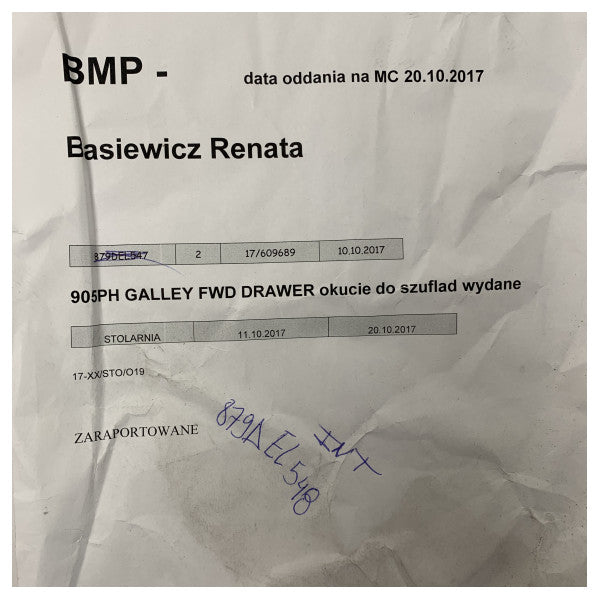 BMP - data oddania na MC 20.10.2017
Basiewicz Renata
879DEL547 2 17/609689 10.10.2017
905PH GALLEY FWD DRAWER okucie do szuflad wydane
STOLARNIA 11.10.2017 20.10.2017
17-XX/STO/O19
ZARAPORTOWANE
879DEL548
INT